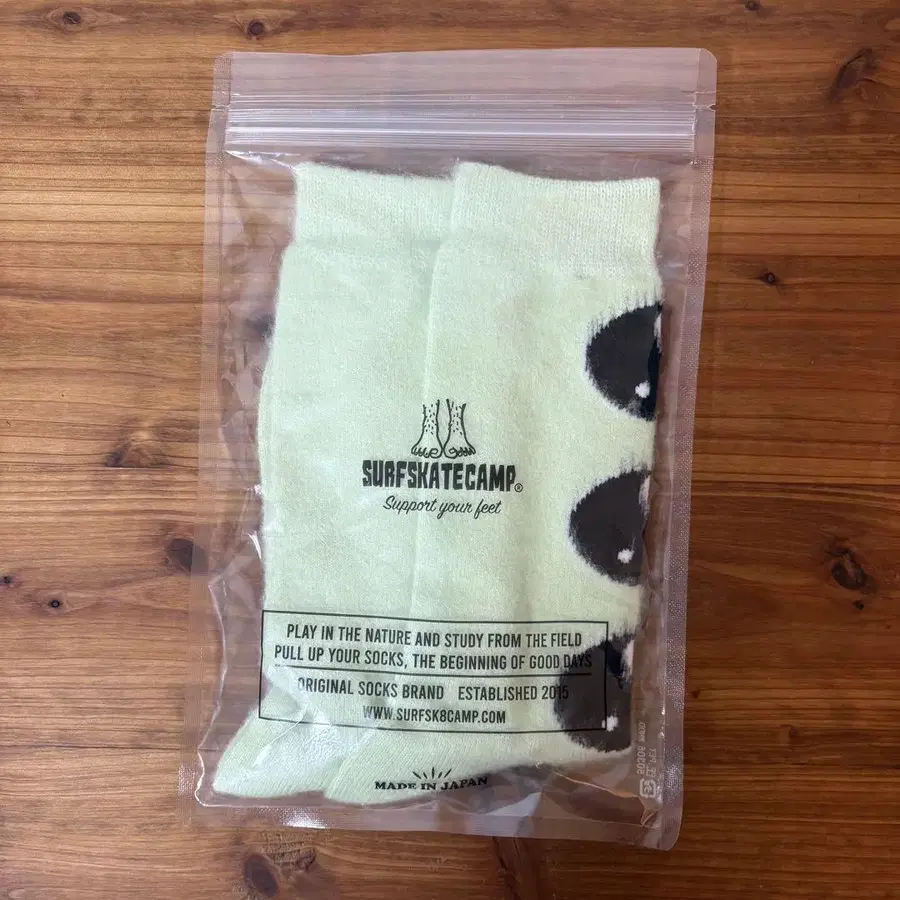 SURFSKATECAMP®
Support your feet
PLAY IN THE NATURE AND STUDY FROM THE FIELD
PULL UP YOUR SOCKS, THE BEGINNING OF GOOD DAYS
ORIGINAL SOCKS BRAND ESTABLISHED 2015
WWW.SURFSK8CAMP.COM
MADE IN JAPAN